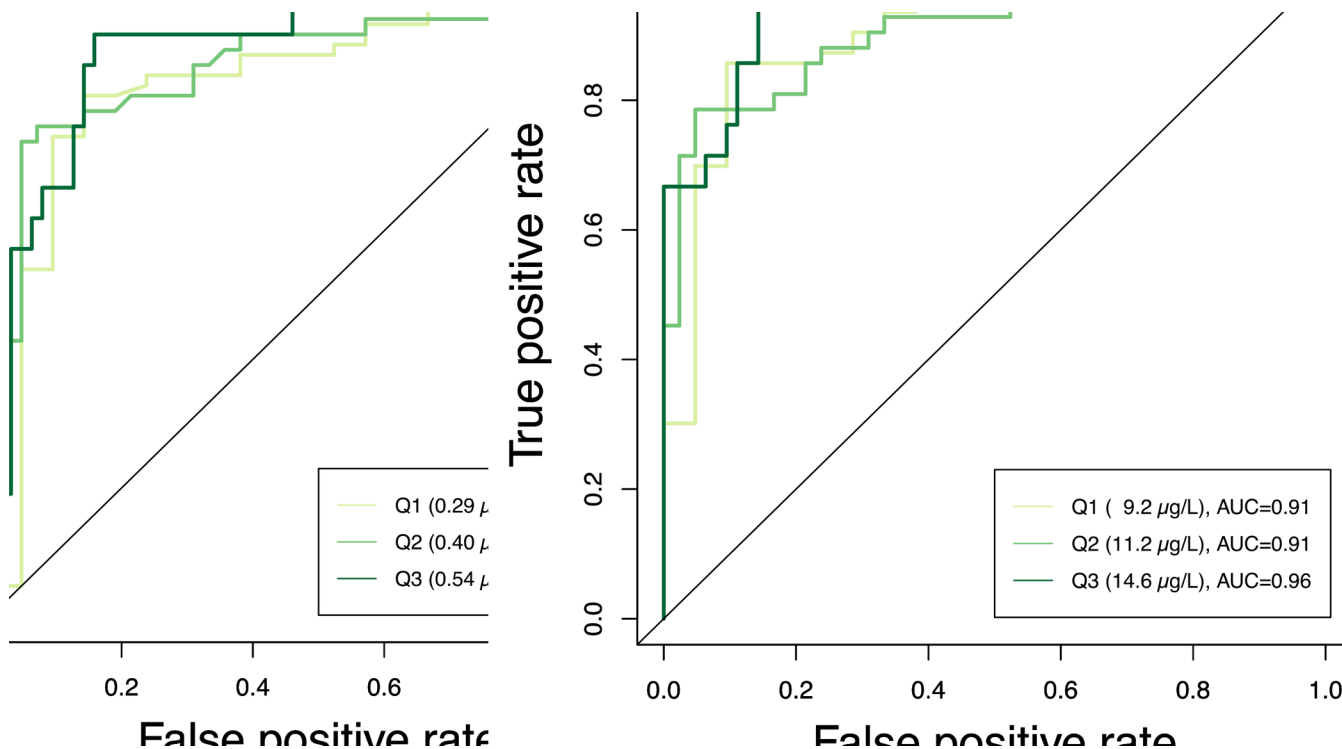 Q1 (0.29 µ
Q2 (0.40 µ
Q3 (0.54 µ
0.2 0.4 0.6
False positive rate
True positive rate
0.8
0.6
0.4
0.2
0.0
Q1 ( 9.2 µg/L), AUC=0.91
Q2 (11.2 µg/L), AUC=0.91
Q3 (14.6 µg/L), AUC=0.96
0.0 0.2 0.4 0.6 0.8 1.0
False positive rate